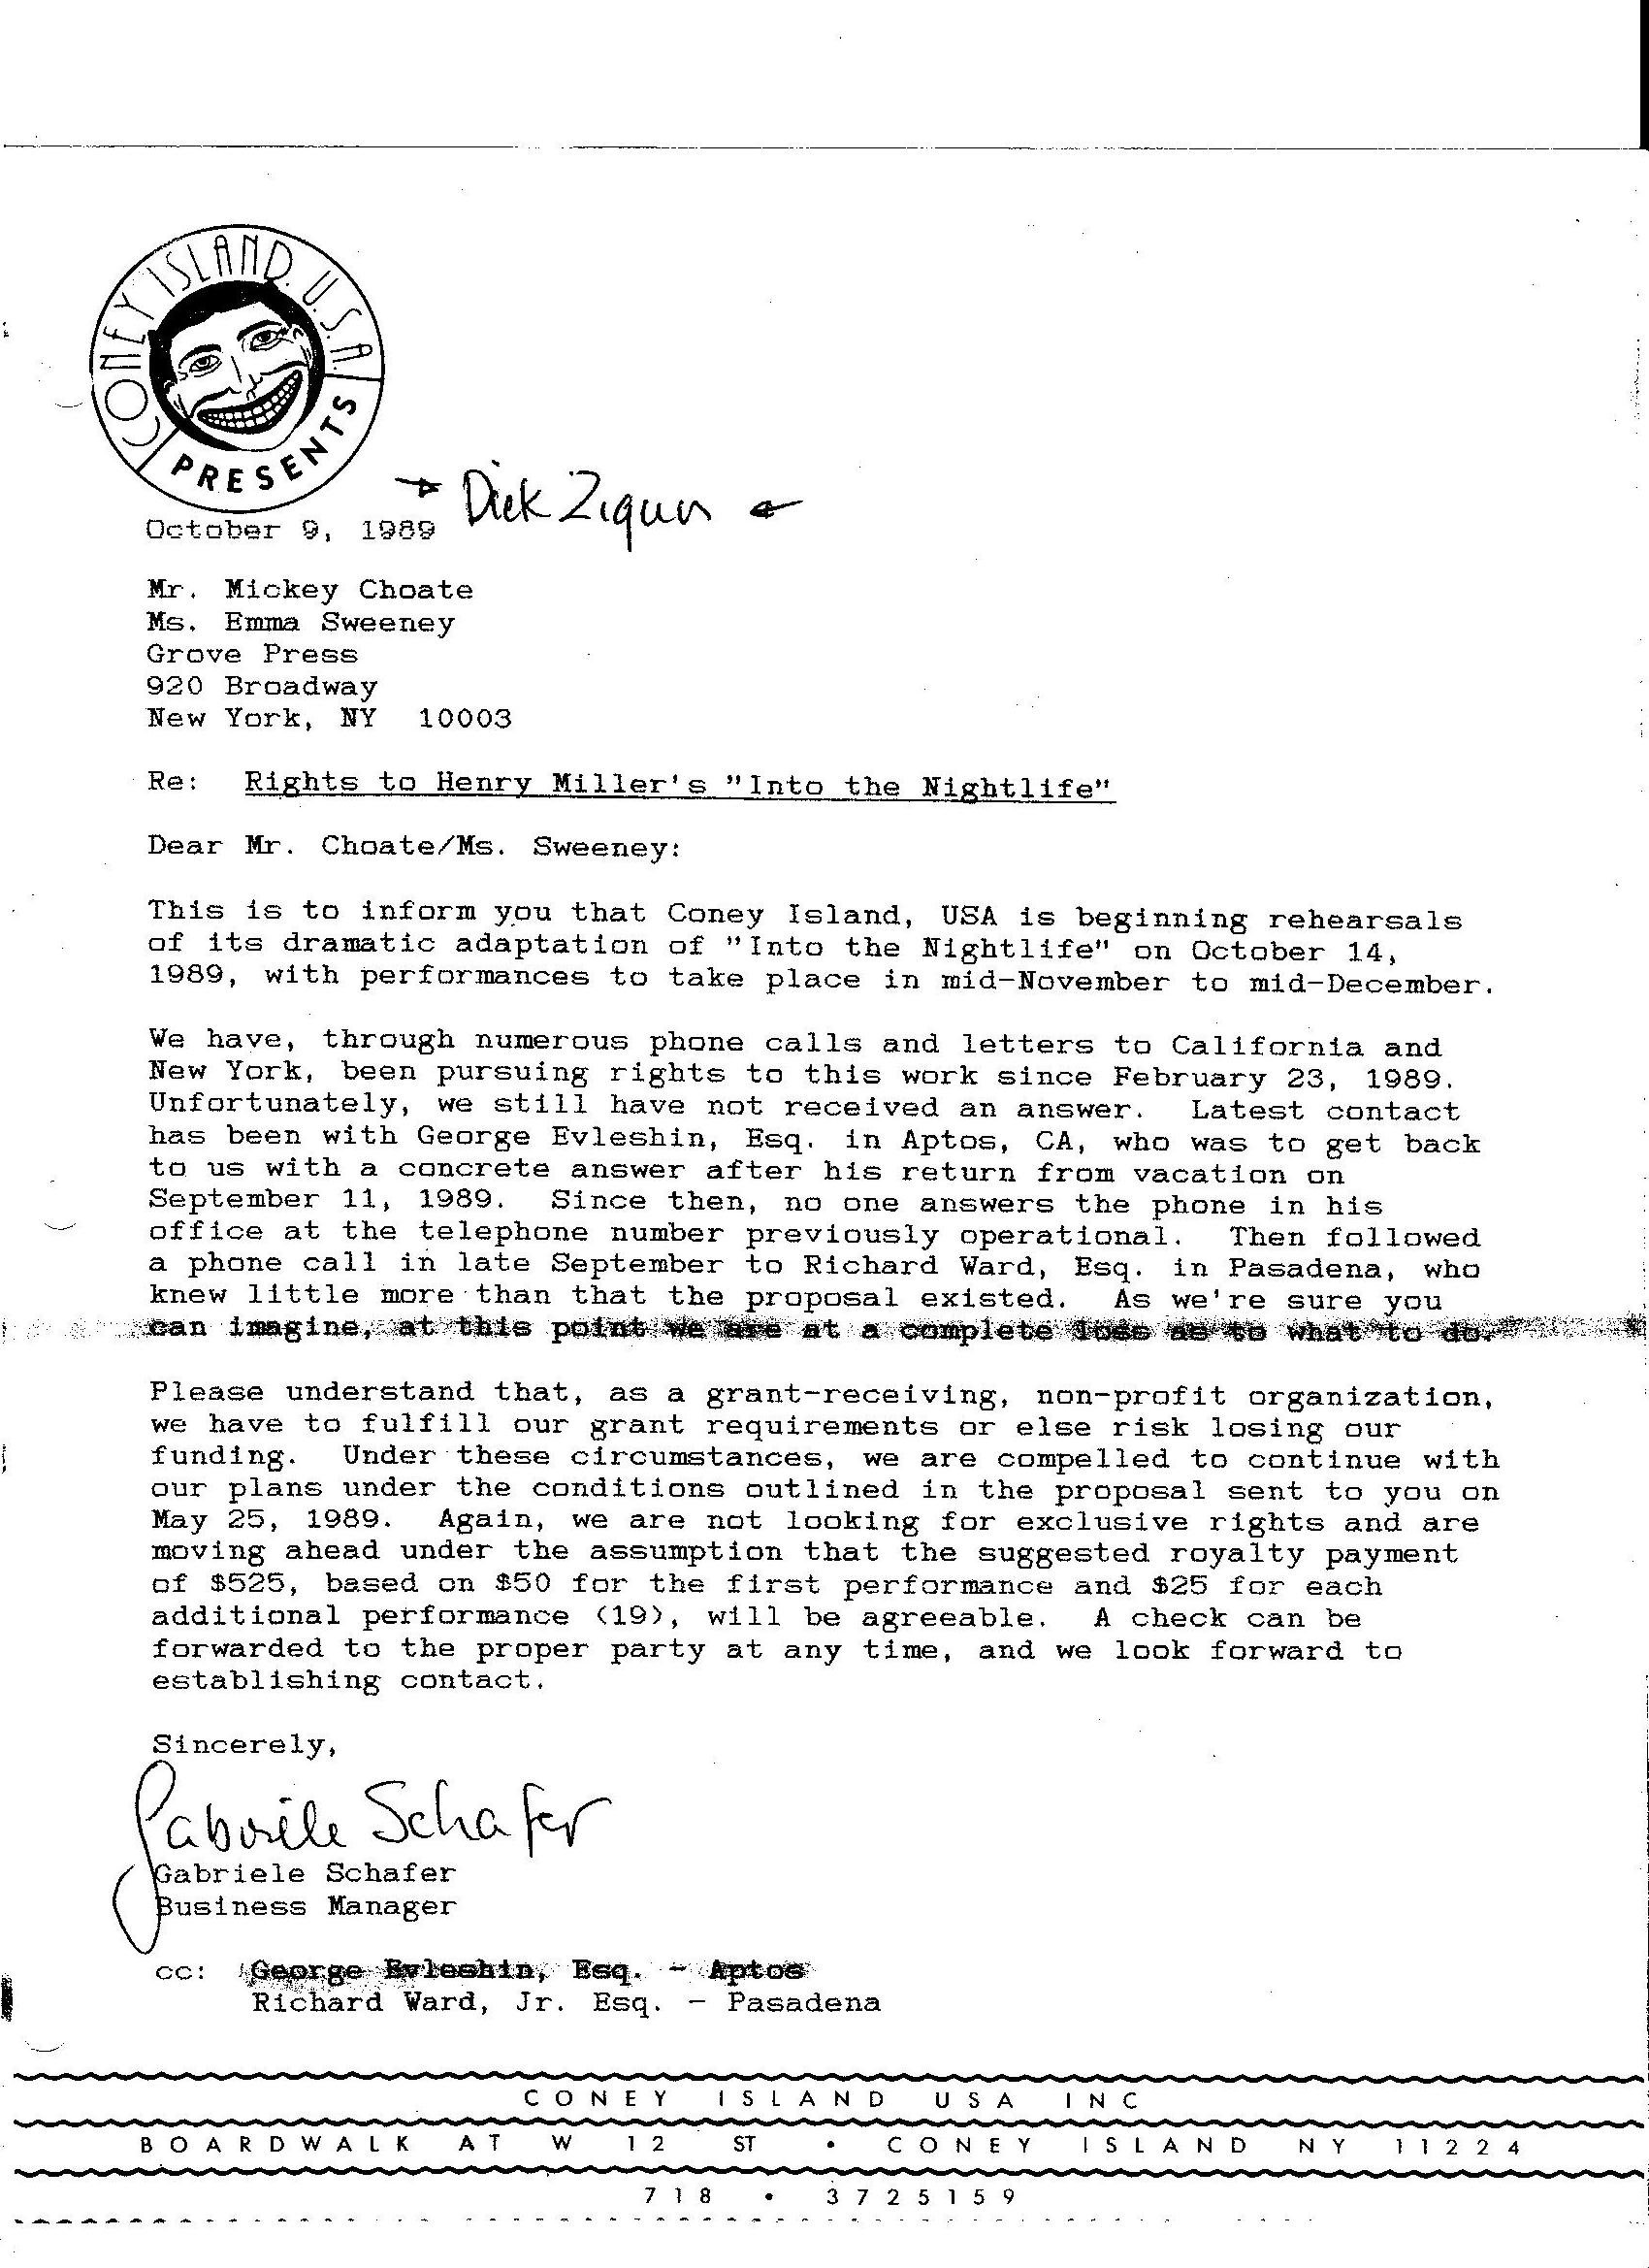 CONEY ISLAND U.S.A.
PRESENTS
Dick Zigun
October 9, 1989
Mr. Mickey Choate
Ms. Emma Sweeney
Grove Press
920 Broadway
New York, NY  10003
Re:  Rights to Henry Miller's "Into the Nightlife"
Dear Mr. Choate/Ms. Sweeney:
This is to inform you that Coney Island, USA is beginning rehearsals
of its dramatic adaptation of "Into the Nightlife" on October 14,
1989, with performances to take place in mid-November to mid-December.
We have, through numerous phone calls and letters to California and
New York, been pursuing rights to this work since February 23, 1989.
Unfortunately, we still have not received an answer.  Latest contact
has been with George Evleshin, Esq. in Aptos, CA, who was to get back
to us with a concrete answer after his return from vacation on
September 11, 1989.  Since then, no one answers the phone in his
office at the telephone number previously operational.  Then followed
a phone call in late September to Richard Ward, Esq. in Pasadena, who
knew little more than that the proposal existed.  As we're sure you
can imagine, at this point we are at a complete loss as to what to do.
Please understand that, as a grant-receiving, non-profit organization,
we have to fulfill our grant requirements or else risk losing our
funding.  Under these circumstances, we are compelled to continue with
our plans under the conditions outlined in the proposal sent to you on
May 25, 1989.  Again, we are not looking for exclusive rights and are
moving ahead under the assumption that the suggested royalty payment
of $525, based on $50 for the first performance and $25 for each
additional performance (19), will be agreeable.  A check can be
forwarded to the proper party at any time, and we look forward to
establishing contact.
Sincerely,
Gabriele Schafer
Gabriele Schafer
Business Manager
cc:  George Evleshin, Esq. - Aptos
Richard Ward, Jr. Esq. - Pasadena
CONEY ISLAND USA INC
BOARDWALK AT W 12 ST • CONEY ISLAND NY 11224
718 • 3725159